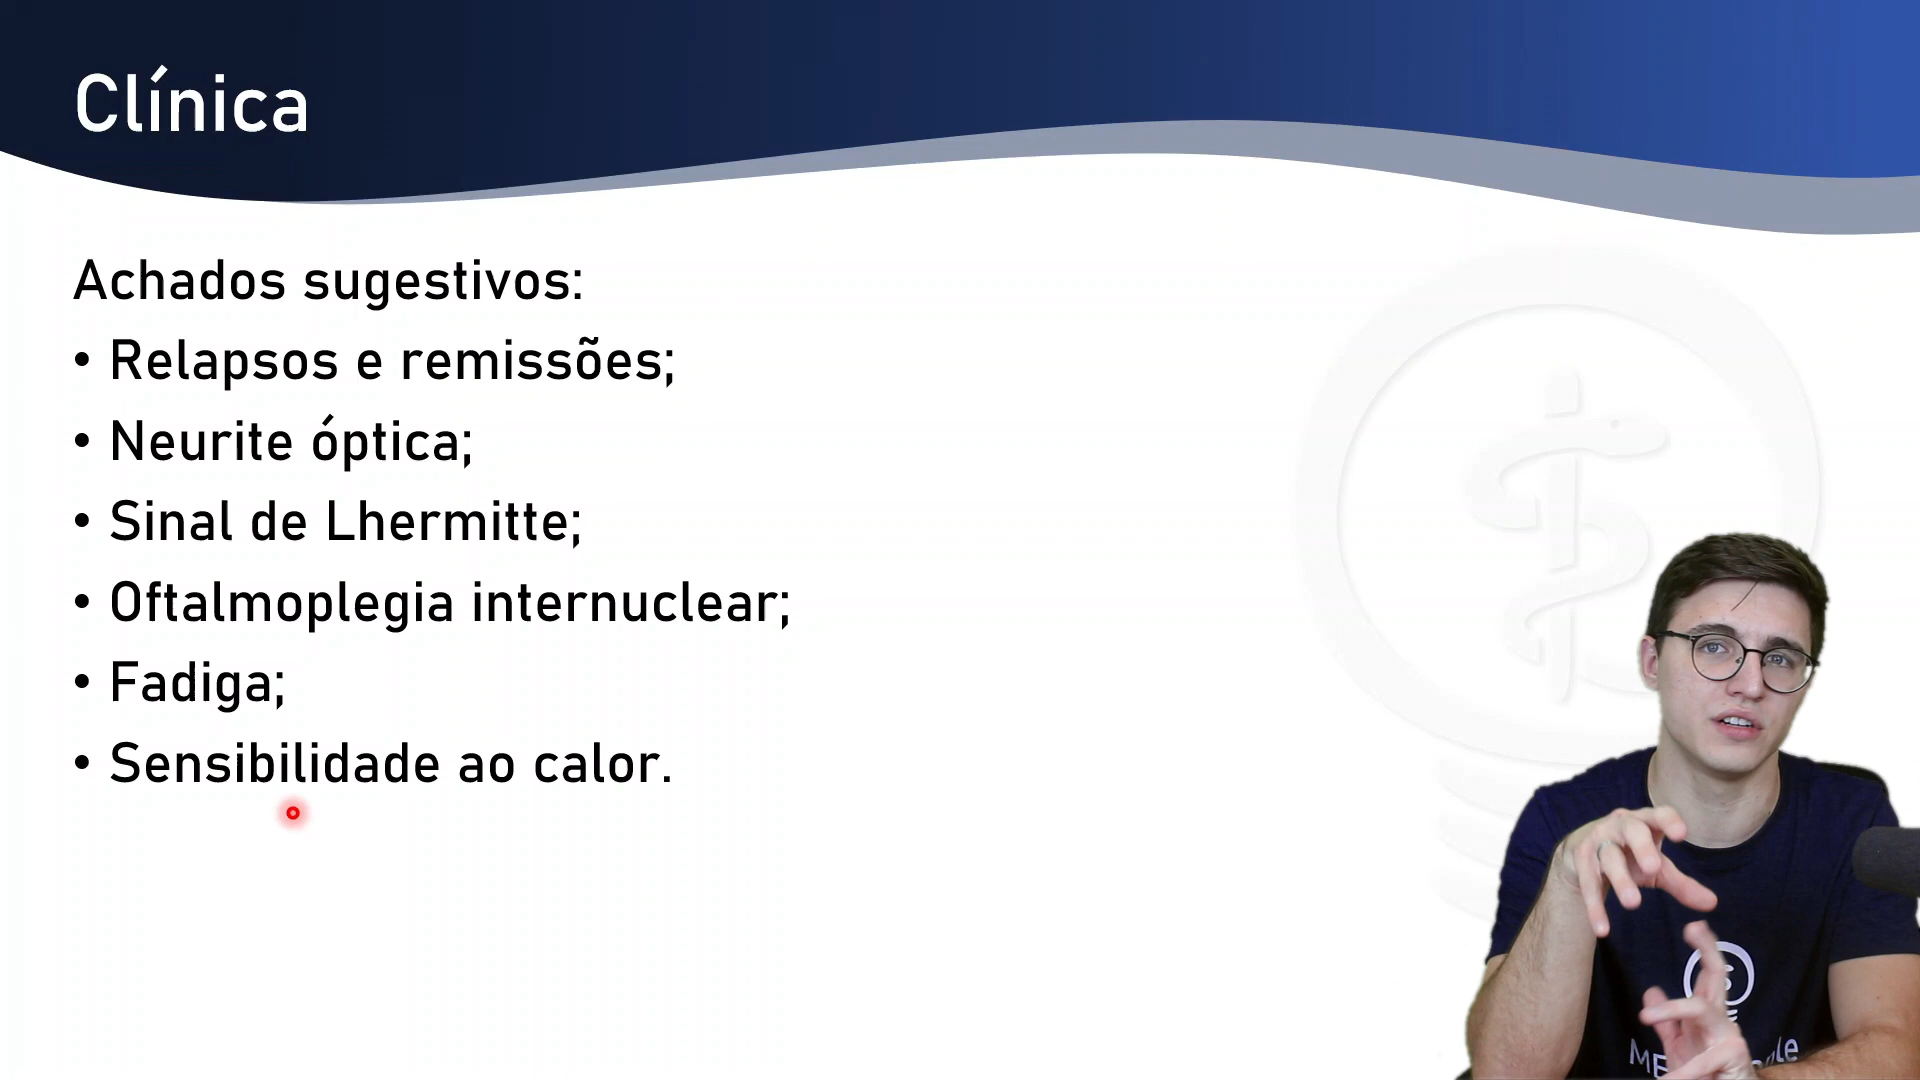 Clínica
Achados sugestivos:
• Relapsos e remissões;
• Neurite óptica;
• Sinal de Lhermitte;
• Oftalmoplegia internuclear;
• Fadiga;
• Sensibilidade ao calor.